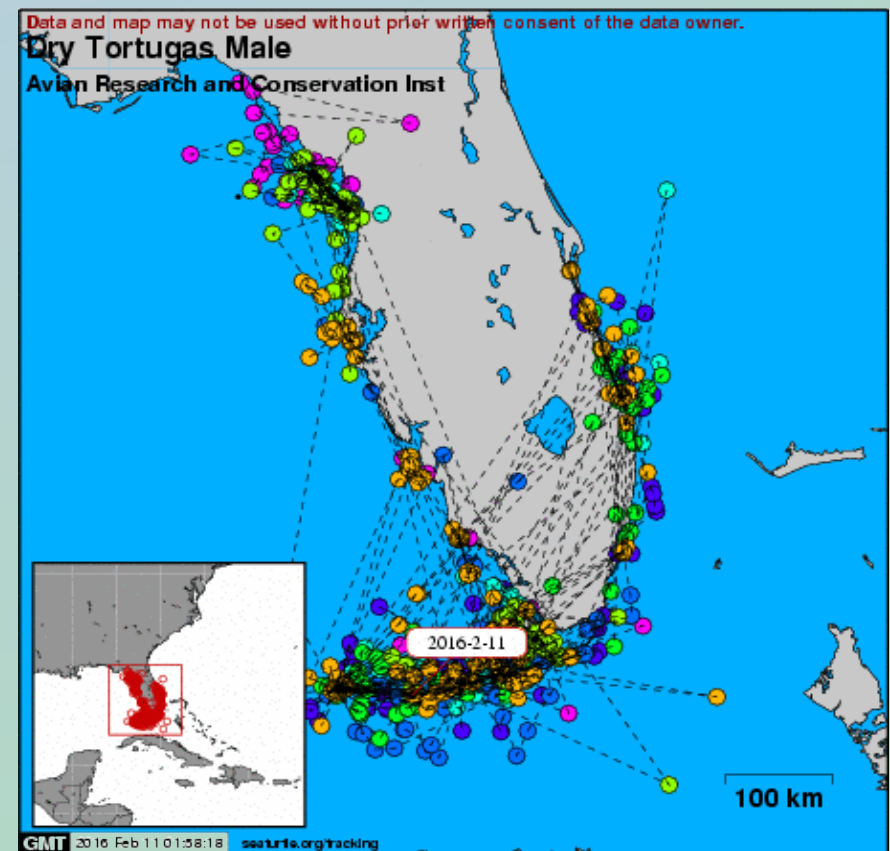 Data and map may not be used without prior written consent of the data owner.
Dry Tortugas Male
Avian Research and Conservation Inst
2016-2-11
100 km
GMT 2016 Feb 11 01:58:18 seaturtle.org/tracking